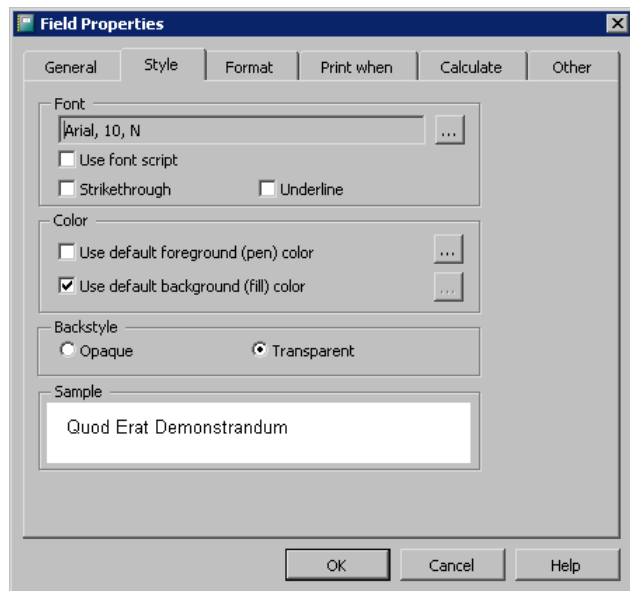 Field Properties
General Style Format Print when Calculate Other
Font
Arial, 10, N ...
Use font script
Strikethrough Underline
Color
Use default foreground (pen) color ...
Use default background (fill) color ...
Backstyle
Opaque Transparent
Sample
Quod Erat Demonstrandum
OK Cancel Help